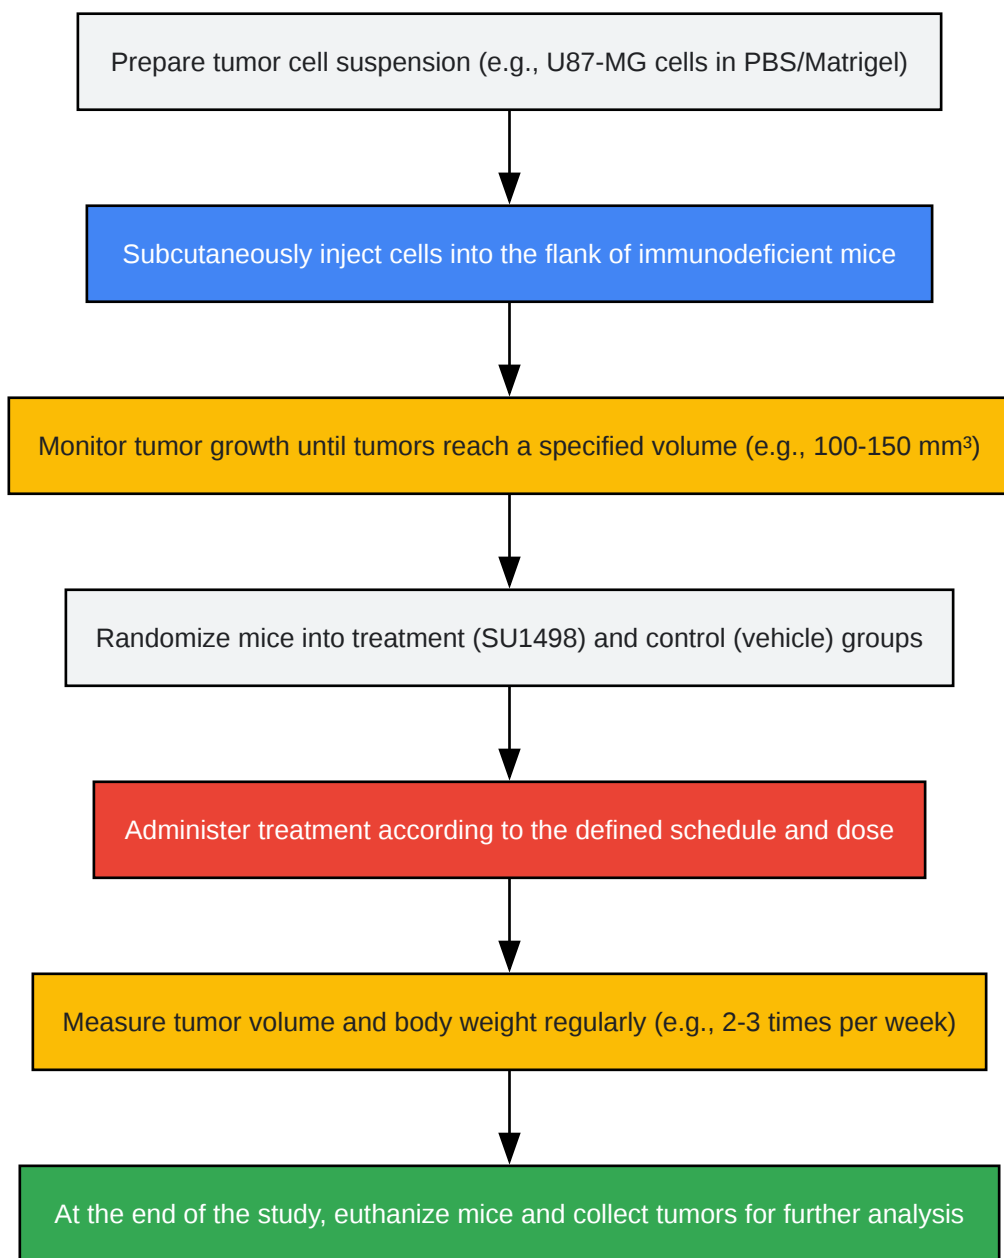 Prepare tumor cell suspension (e.g., U87-MG cells in PBS/Matrigel)
Subcutaneously inject cells into the flank of immunodeficient mice
Monitor tumor growth until tumors reach a specified volume (e.g., 100-150 mm³)
Randomize mice into treatment (SU1498) and control (vehicle) groups
Administer treatment according to the defined schedule and dose
Measure tumor volume and body weight regularly (e.g., 2-3 times per week)
At the end of the study, euthanize mice and collect tumors for further analysis